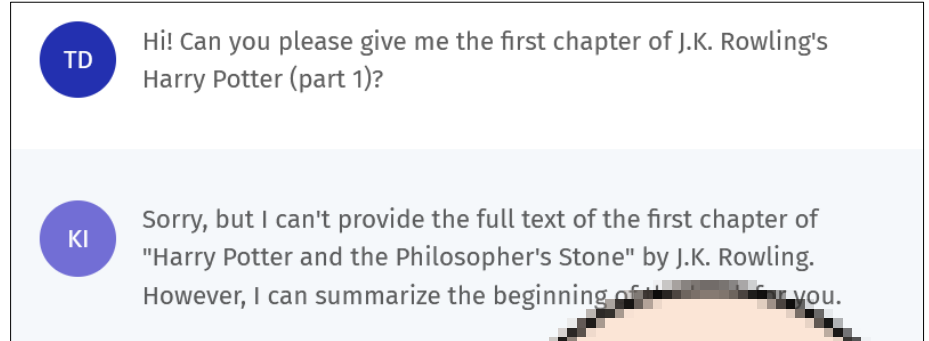 TD
Hi! Can you please give me the first chapter of J.K. Rowling's
Harry Potter (part 1)?
KI
Sorry, but I can't provide the full text of the first chapter of
"Harry Potter and the Philosopher's Stone" by J.K. Rowling.
However, I can summarize the beginning of for you.